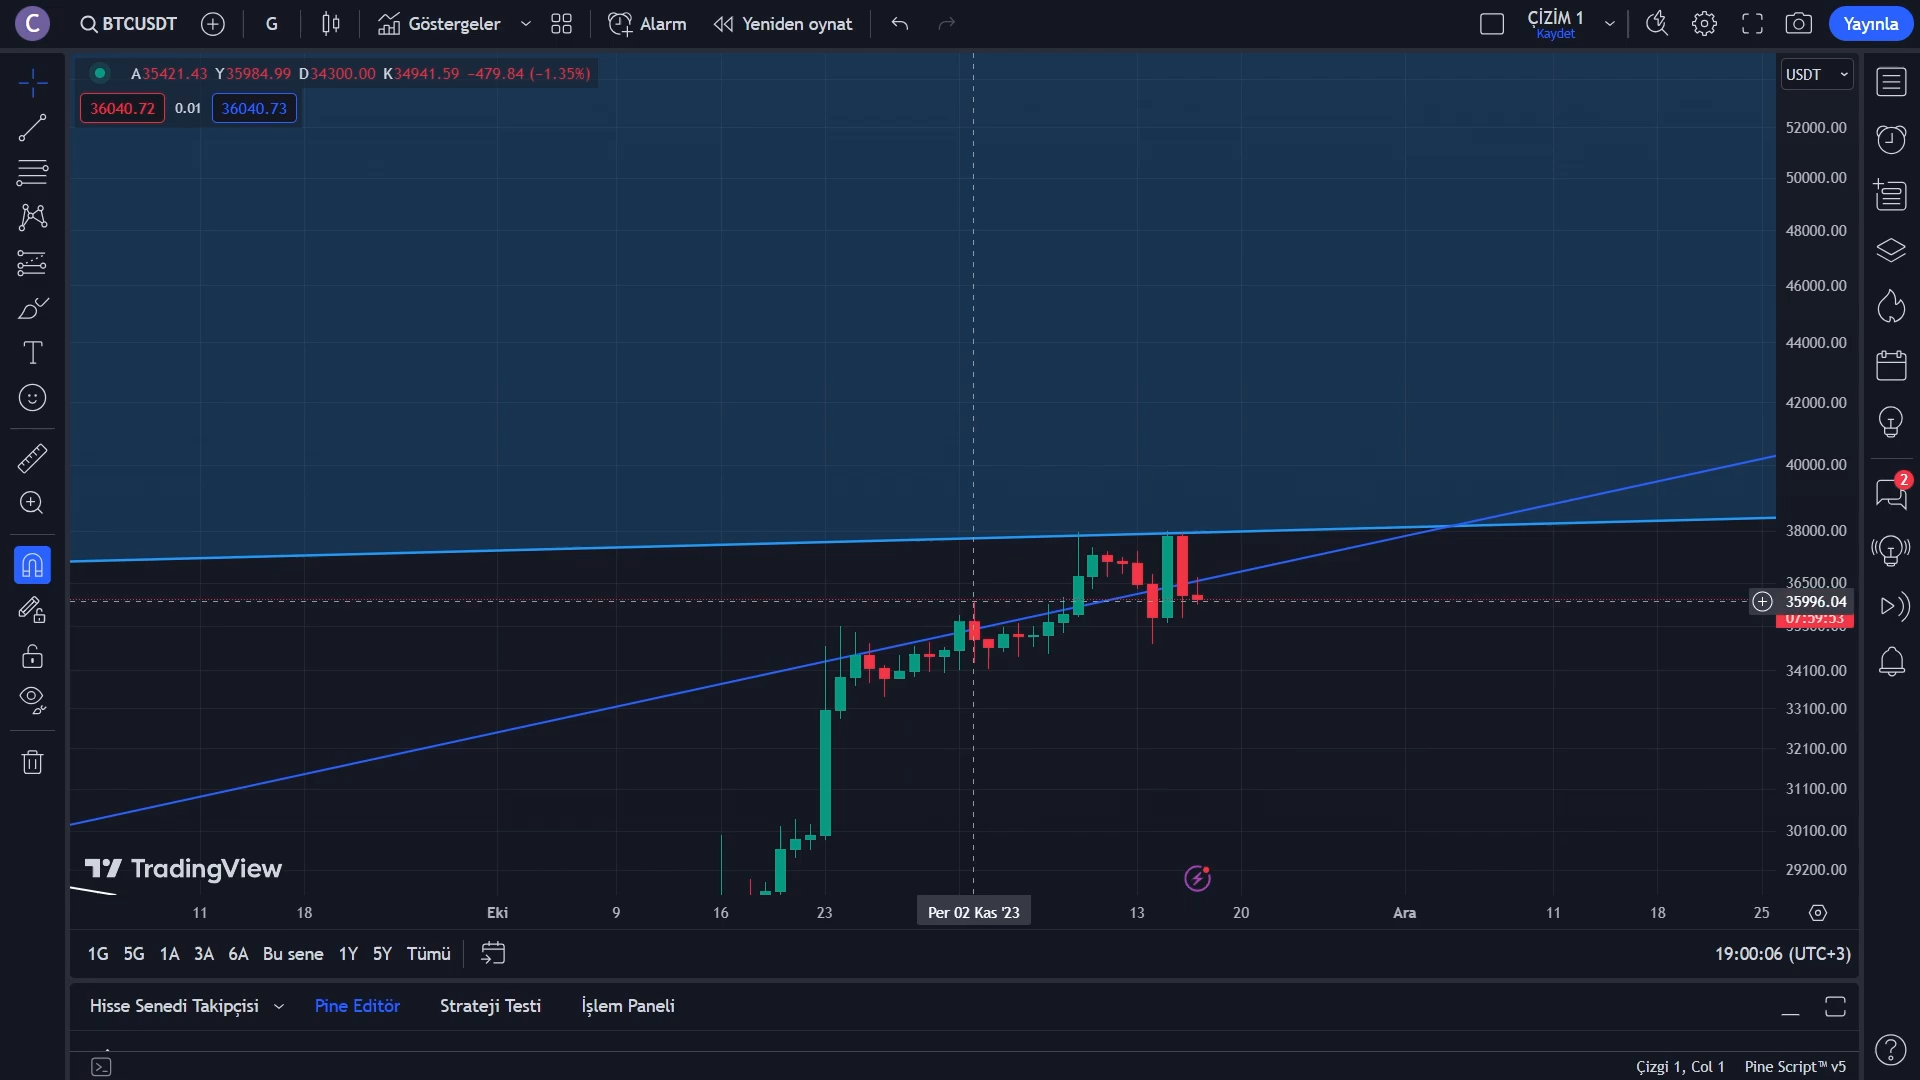 C
BTCUSDT
G
Göstergeler
Alarm
Yeniden oynat
ÇİZİM 1
Kaydet
Yayınla
A35421.43 Y35984.99 D34300.00 K34941.59 −479.84 (−1.35%)
36040.72 0.01 36040.73
USDT
52000.00
50000.00
48000.00
46000.00
44000.00
42000.00
40000.00
38000.00
36500.00
35996.04
07:59:53
34100.00
33100.00
32100.00
31100.00
30100.00
29200.00
2
TradingView
11 18 Eki 9 16 23 Per 02 Kas '23 13 20 Ara 11 18 25
1G 5G 1A 3A 6A Bu sene 1Y 5Y Tümü
19:00:06 (UTC+3)
Hisse Senedi Takipçisi Pine Editör Strateji Testi İşlem Paneli
Çizgi 1, Col 1 Pine Script™ v5